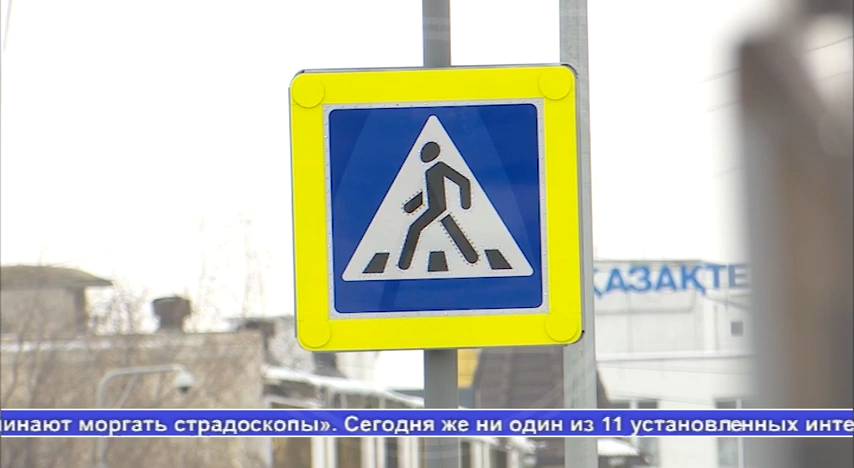 ҚАЗАҚТЕ
инают моргать страдоскопы». Сегодня же ни один из 11 установленных инте